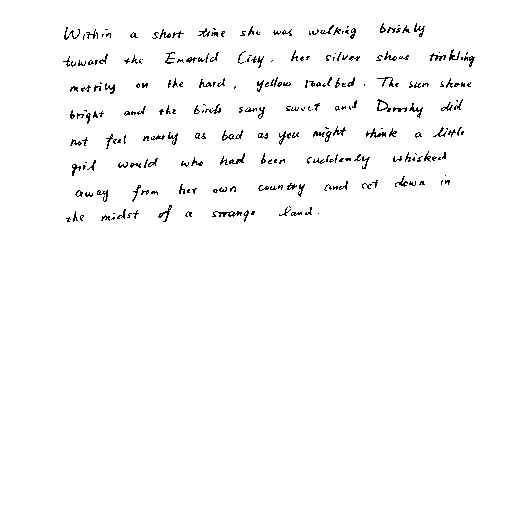 Within a short time she was walking briskly
toward the Emerald City, her silver shoes tinkling
merrily on the hard, yellow roadbed. The sun shone
bright and the birds sang sweet and Dorothy did
not feel nearly as bad as you might think a little
girl would who had been suddenly whisked
away from her own country and set down in
the midst of a strange land.